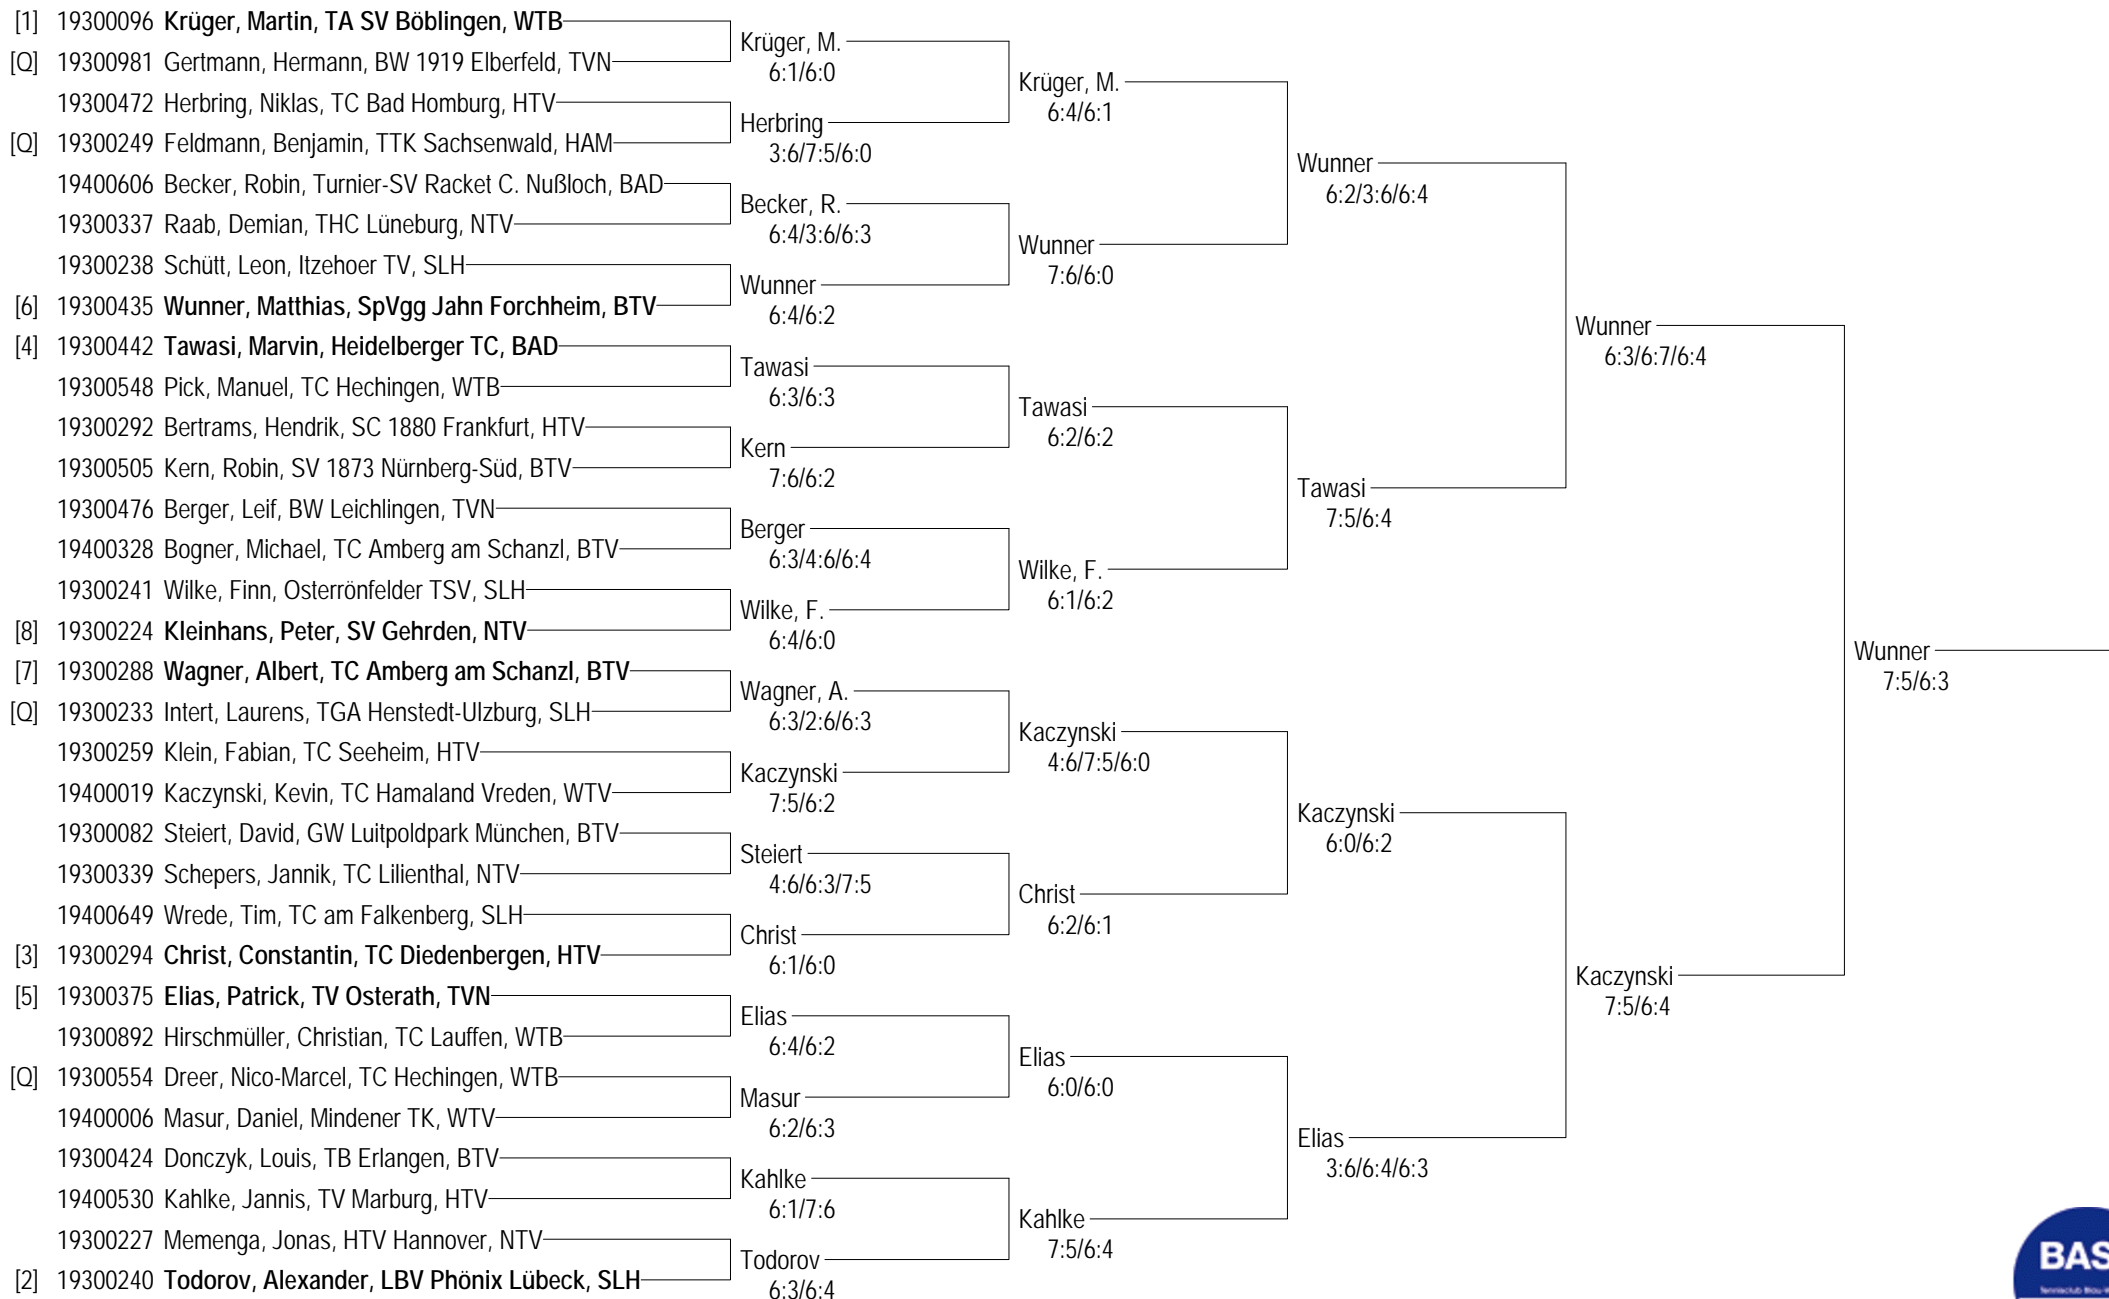 [1] 19300096 Krüger, Martin, TA SV Böblingen, WTB
[Q] 19300981 Gertmann, Hermann, BW 1919 Elberfeld, TVN
19300472 Herbring, Niklas, TC Bad Homburg, HTV
[Q] 19300249 Feldmann, Benjamin, TTK Sachsenwald, HAM
19400606 Becker, Robin, Turnier-SV Racket C. Nußloch, BAD
19300337 Raab, Demian, THC Lüneburg, NTV
19300238 Schütt, Leon, Itzehoer TV, SLH
[6] 19300435 Wunner, Matthias, SpVgg Jahn Forchheim, BTV
[4] 19300442 Tawasi, Marvin, Heidelberger TC, BAD
19300548 Pick, Manuel, TC Hechingen, WTB
19300292 Bertrams, Hendrik, SC 1880 Frankfurt, HTV
19300505 Kern, Robin, SV 1873 Nürnberg-Süd, BTV
19300476 Berger, Leif, BW Leichlingen, TVN
19400328 Bogner, Michael, TC Amberg am Schanzl, BTV
19300241 Wilke, Finn, Osterrönfelder TSV, SLH
[8] 19300224 Kleinhans, Peter, SV Gehrden, NTV
[7] 19300288 Wagner, Albert, TC Amberg am Schanzl, BTV
[Q] 19300233 Intert, Laurens, TGA Henstedt-Ulzburg, SLH
19300259 Klein, Fabian, TC Seeheim, HTV
19400019 Kaczynski, Kevin, TC Hamaland Vreden, WTV
19300082 Steiert, David, GW Luitpoldpark München, BTV
19300339 Schepers, Jannik, TC Lilienthal, NTV
19400649 Wrede, Tim, TC am Falkenberg, SLH
[3] 19300294 Christ, Constantin, TC Diedenbergen, HTV
[5] 19300375 Elias, Patrick, TV Osterath, TVN
19300892 Hirschmüller, Christian, TC Lauffen, WTB
[Q] 19300554 Dreer, Nico-Marcel, TC Hechingen, WTB
19400006 Masur, Daniel, Mindener TK, WTV
19300424 Donczyk, Louis, TB Erlangen, BTV
19400530 Kahlke, Jannis, TV Marburg, HTV
19300227 Memenga, Jonas, HTV Hannover, NTV
[2] 19300240 Todorov, Alexander, LBV Phönix Lübeck, SLH
Krüger, M.
6:1/6:0
Herbring
3:6/7:5/6:0
Becker, R.
6:4/3:6/6:3
Wunner
6:4/6:2
Tawasi
6:3/6:3
Kern
7:6/6:2
Berger
6:3/4:6/6:4
Wilke, F.
6:4/6:0
Wagner, A.
6:3/2:6/6:3
Kaczynski
7:5/6:2
Steiert
4:6/6:3/7:5
Christ
6:1/6:0
Elias
6:4/6:2
Masur
6:2/6:3
Kahlke
6:1/7:6
Todorov
6:3/6:4
Krüger, M.
6:4/6:1
Wunner
7:6/6:0
Tawasi
6:2/6:2
Wilke, F.
6:1/6:2
Kaczynski
4:6/7:5/6:0
Christ
6:2/6:1
Elias
6:0/6:0
Kahlke
7:5/6:4
Wunner
6:2/3:6/6:4
Tawasi
7:5/6:4
Kaczynski
6:0/6:2
Elias
3:6/6:4/6:3
Wunner
6:3/6:7/6:4
Kaczynski
7:5/6:4
Wunner
7:5/6:3
BAS